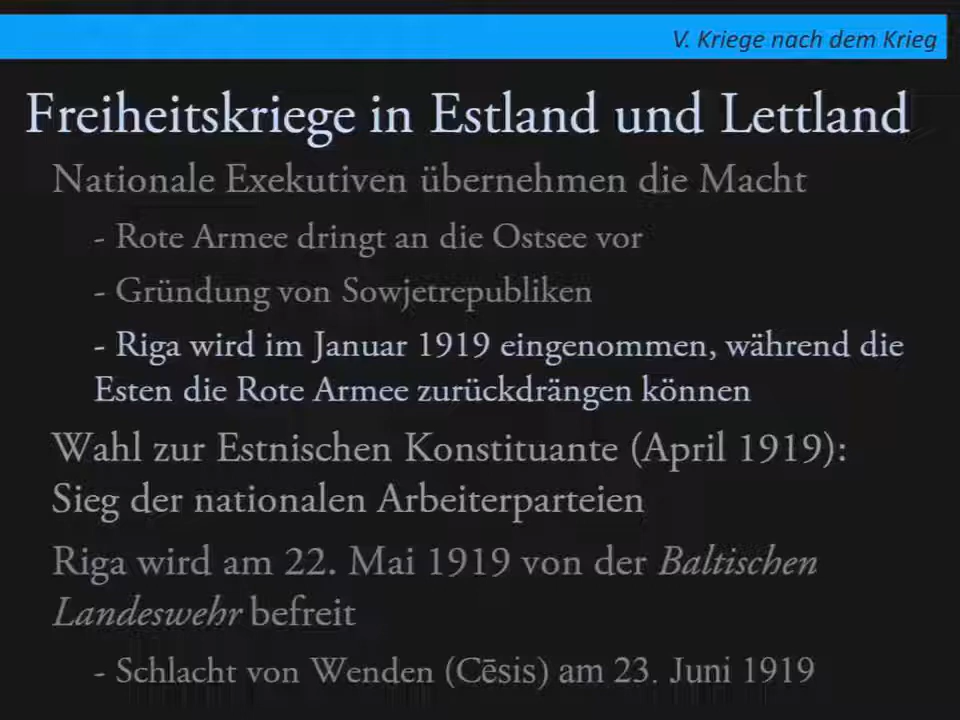 V. Kriege nach dem Krieg
Freiheitskriege in Estland und Lettland
Nationale Exekutiven übernehmen die Macht
- Rote Armee dringt an die Ostsee vor
- Gründung von Sowjetrepubliken
- Riga wird im Januar 1919 eingenommen, während die
Esten die Rote Armee zurückdrängen können
Wahl zur Estnischen Konstituante (April 1919):
Sieg der nationalen Arbeiterparteien
Riga wird am 22. Mai 1919 von der Baltischen
Landeswehr befreit
- Schlacht von Wenden (Cēsis) am 23. Juni 1919